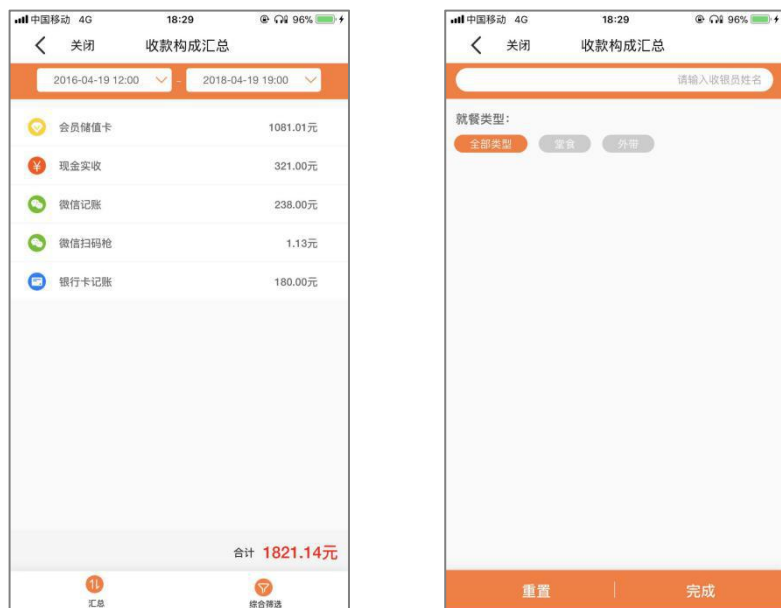 中国移动 4G 18:29 96%
关闭 收款构成汇总
2016-04-19 12:00 - 2018-04-19 19:00
会员储值卡 1081.01元
¥ 现金实收 321.00元
微信记账 238.00元
微信扫码枪 1.13元
银行卡记账 180.00元
合计 1821.14元
汇总 综合筛选
中国移动 4G 18:29 96%
关闭 收款构成汇总
请输入收银员姓名
就餐类型:
全部类型 堂食 外带
重置 完成